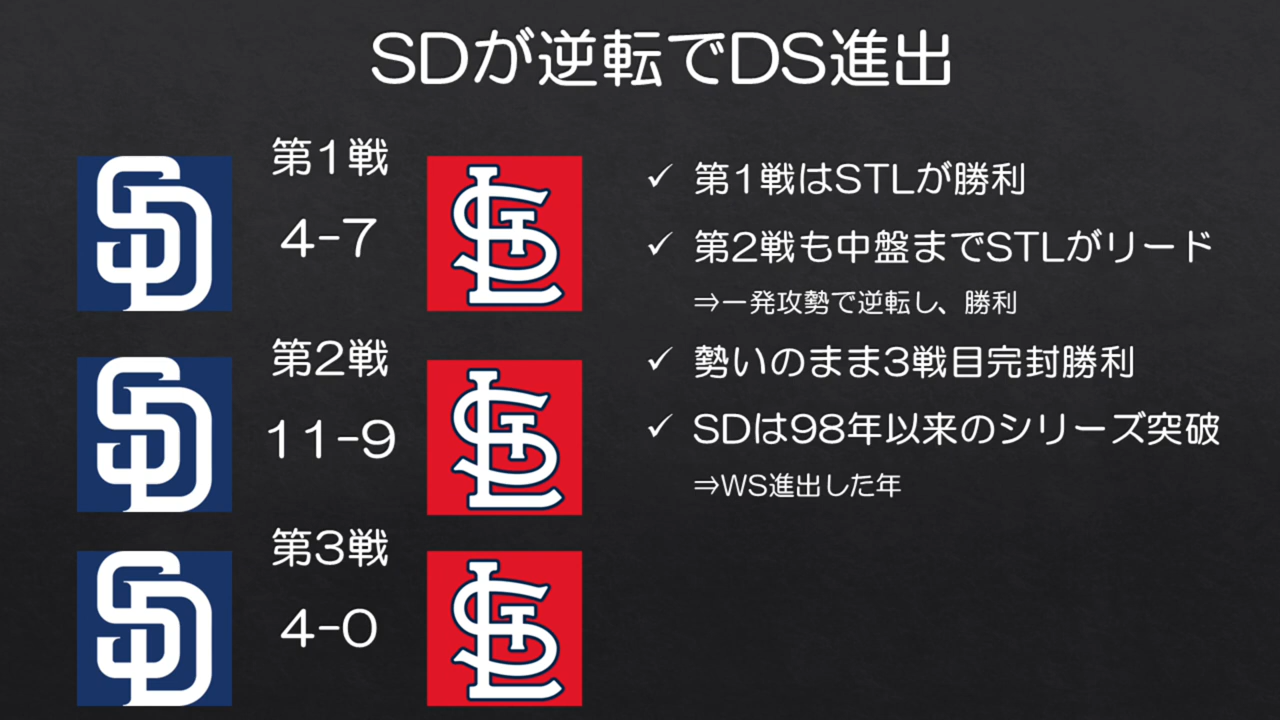 SDが逆転でDS進出
第1戦
4-7
第2戦
11-9
第3戦
4-0
✓ 第1戦はSTLが勝利
✓ 第2戦も中盤までSTLがリード
⇒一発攻勢で逆転し、勝利
✓ 勢いのまま3戦目完封勝利
✓ SDは98年以来のシリーズ突破
⇒WS進出した年